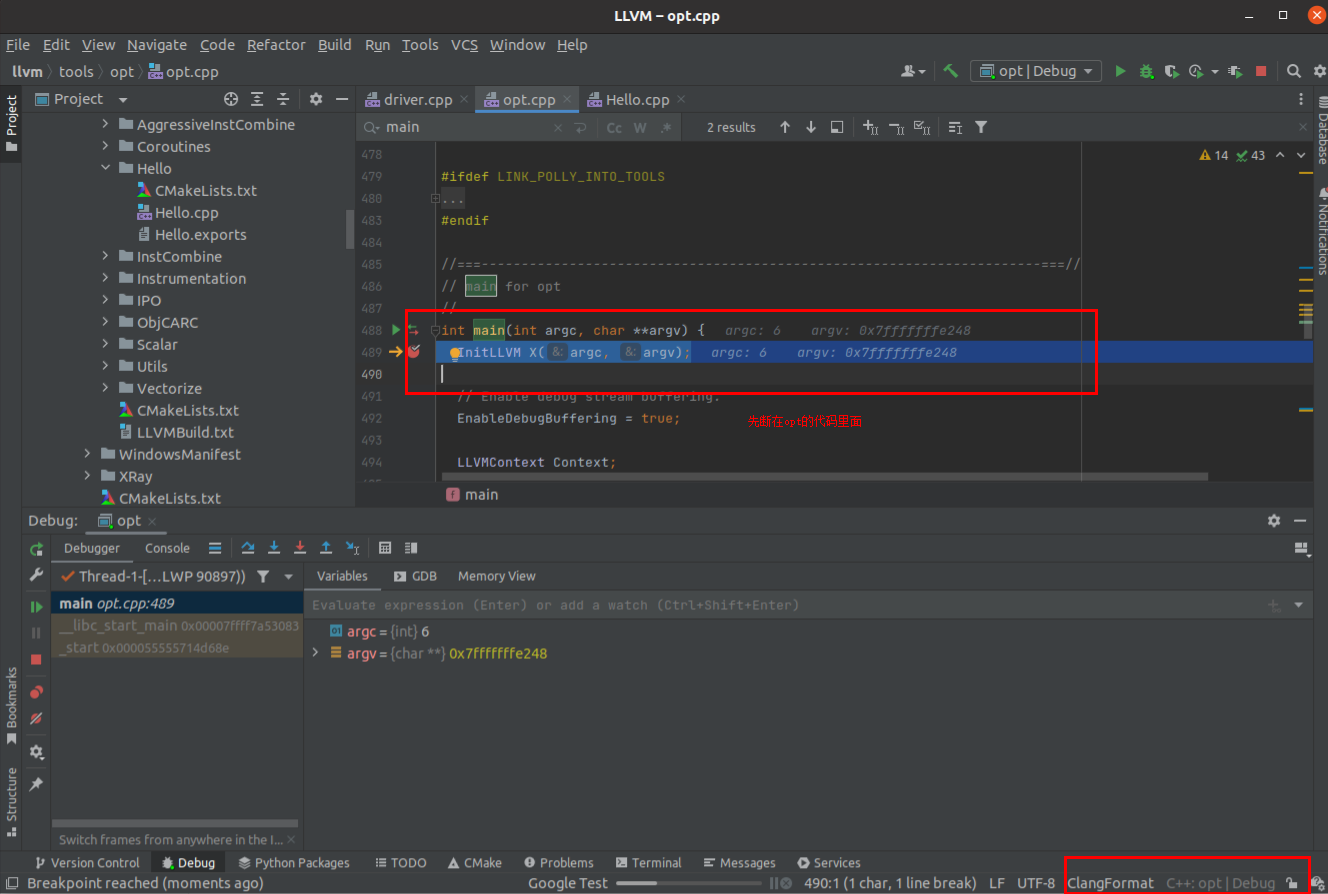 LLVM – opt.cpp
File Edit View Navigate Code Refactor Build Run Tools VCS Window Help
llvm tools opt opt.cpp
opt | Debug
Project
Project
driver.cpp opt.cpp Hello.cpp
main Cc W .* 2 results
AggressiveInstCombine
Coroutines
Hello
CMakeLists.txt
Hello.cpp
Hello.exports
InstCombine
Instrumentation
IPO
ObjCARC
Scalar
Utils
Vectorize
CMakeLists.txt
LLVMBuild.txt
WindowsManifest
XRay
CMakeLists.txt
14 43
478
479 #ifdef LINK_POLLY_INTO_TOOLS
480 ...
483 #endif
484
485 //===----------------------------------------------------------------------===//
486 // main for opt
487 //
488 int main(int argc, char **argv) { argc: 6 argv: 0x7fffffffe248
489 InitLLVM X( &: argc, &: argv); argc: 6 argv: 0x7fffffffe248
490
491 // Enable debug stream buffering.
492 EnableDebugBuffering = true;
先断在opt的代码里面
493
494 LLVMContext Context;
f main
Database
Notifications
Debug: opt
Debugger Console
Thread-1-[...LWP 90897))
Variables GDB Memory View
main opt.cpp:489
__libc_start_main 0x00007ffff7a53083
_start 0x000055555714d68e
Evaluate expression (Enter) or add a watch (Ctrl+Shift+Enter)
argc = {int} 6
argv = {char **} 0x7fffffffe248
Bookmarks
Structure
Switch frames from anywhere in the I...
Version Control Debug Python Packages TODO CMake Problems Terminal Messages Services
Breakpoint reached (moments ago) Google Test 490:1 (1 char, 1 line break) LF UTF-8 ClangFormat C++: opt | Debug